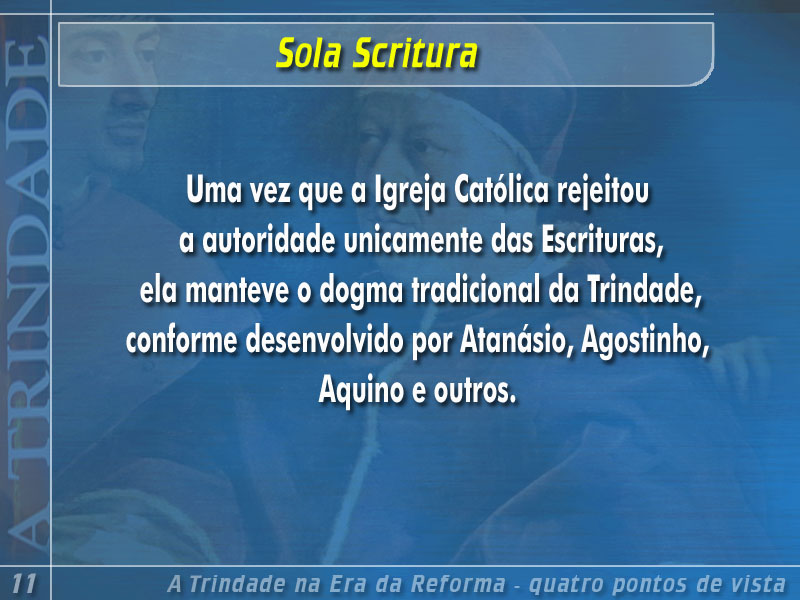 Sola Scritura
Uma vez que a Igreja Católica rejeitou
a autoridade unicamente das Escrituras,
ela manteve o dogma tradicional da Trindade,
conforme desenvolvido por Atanásio, Agostinho,
Aquino e outros.
A TRINDADE
11
A Trindade na Era da Reforma - quatro pontos de vista